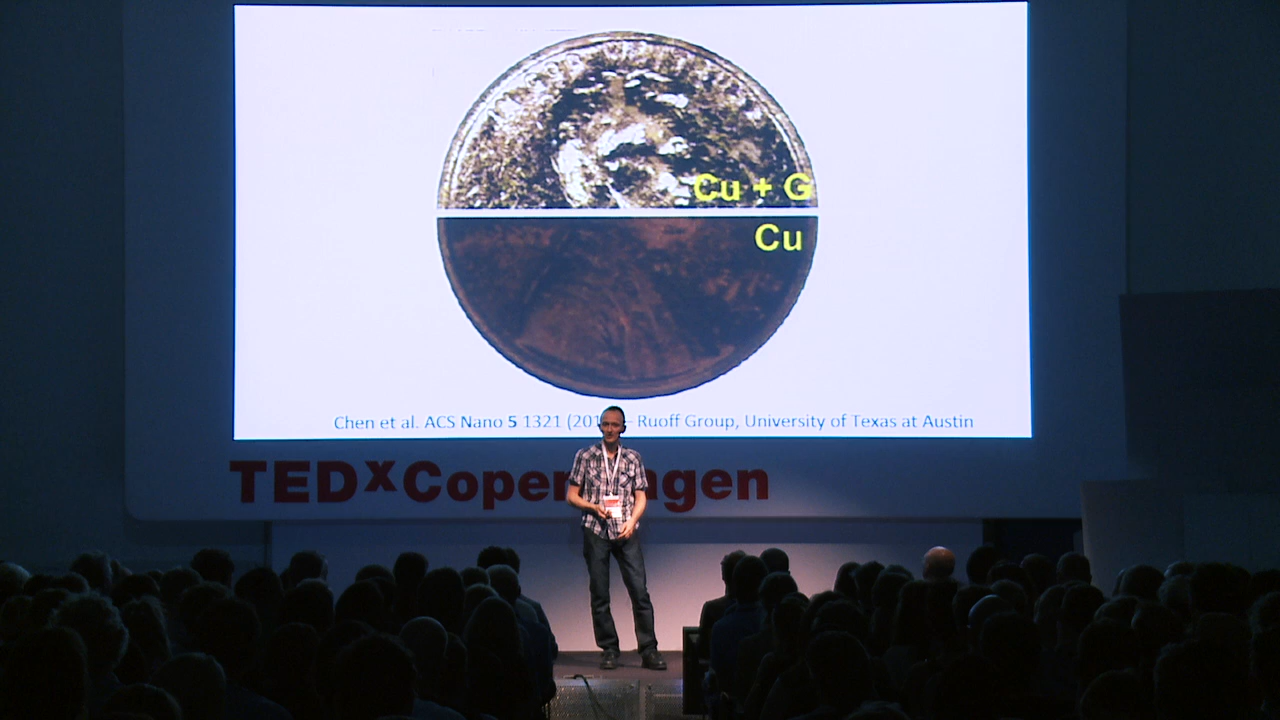 Cu + G
Cu
Chen et al. ACS Nano 5 1321 (201 – Ruoff Group, University of Texas at Austin
TEDxCopen agen